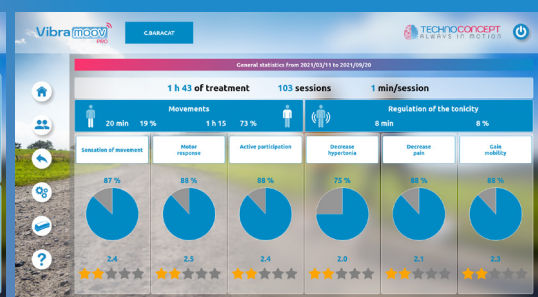 Vibra moov PRO
C.BARACAT
TECHNOCONCEPT
ALWAYS IN MOTION
General statistics from 2021/03/11 to 2021/09/20
1 h 43 of treatment 103 sessions 1 min/session
Movements
20 min 19 % 1 h 15 73 %
Regulation of the tonicity
8 min 8 %
Sensation of movement
Motor response
Active participation
Decrease hypertonia
Decrease pain
Gain mobility
87 % 88 % 88 % 75 % 88 % 88 %
2.4 2.5 2.4 2.0 2.1 2.3
?